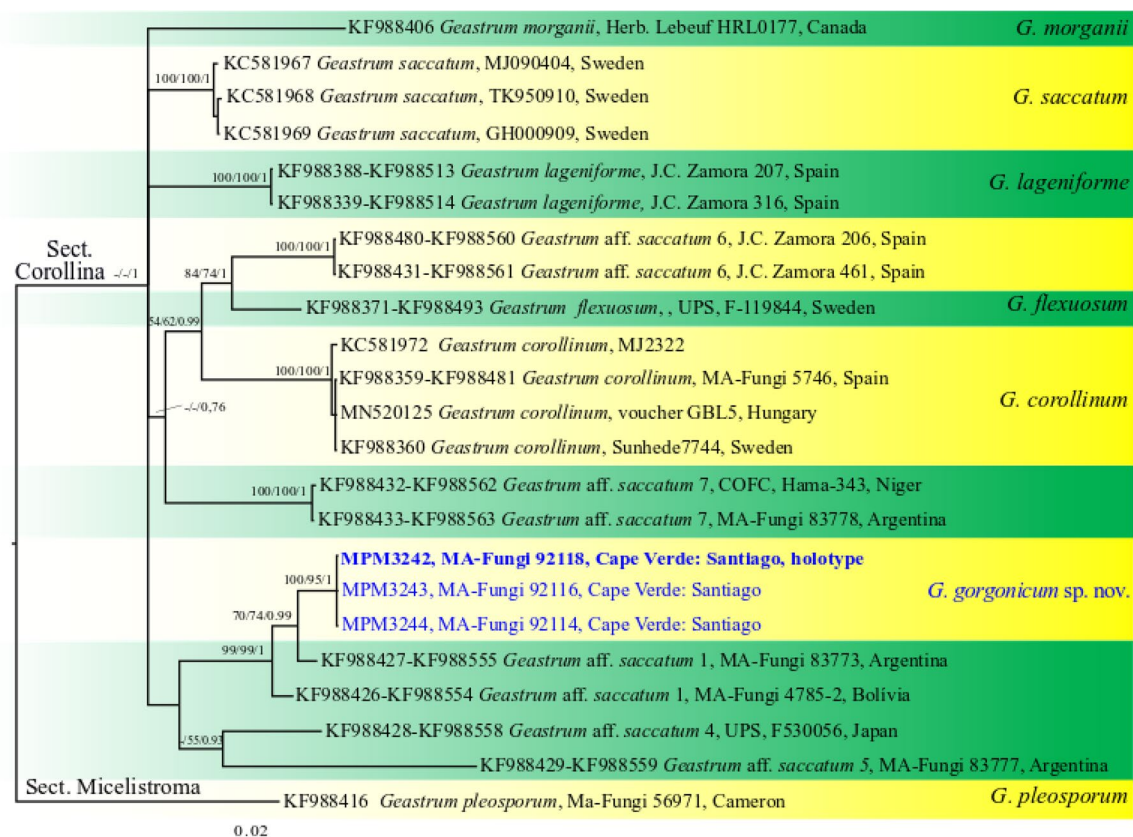 KF988406 Geastrum morganii, Herb. Lebeuf HRL0177, Canada
G. morganii
KC581967 Geastrum saccatum, MJ090404, Sweden
100/100/1
KC581968 Geastrum saccatum, TK950910, Sweden
G. saccatum
KC581969 Geastrum saccatum, GH000909, Sweden
KF988388-KF988513 Geastrum lageniforme, J.C. Zamora 207, Spain
100/100/1
G. lageniforme
KF988339-KF988514 Geastrum lageniforme, J.C. Zamora 316, Spain
KF988480-KF988560 Geastrum aff. saccatum 6, J.C. Zamora 206, Spain
100/100/1
Sect.
Corollina
-/-/1
84/74/1
KF988431-KF988561 Geastrum aff. saccatum 6, J.C. Zamora 461, Spain
KF988371-KF988493 Geastrum flexuosum, , UPS, F-119844, Sweden
G. flexuosum
54/62/0.99
KC581972 Geastrum corollinum, MJ2322
100/100/1
KF988359-KF988481 Geastrum corollinum, MA-Fungi 5746, Spain
G. corollinum
-/-/0,76
MN520125 Geastrum corollinum, voucher GBL5, Hungary
KF988360 Geastrum corollinum, Sunhede7744, Sweden
KF988432-KF988562 Geastrum aff. saccatum 7, COFC, Hama-343, Niger
100/100/1
KF988433-KF988563 Geastrum aff. saccatum 7, MA-Fungi 83778, Argentina
MPM3242, MA-Fungi 92118, Cape Verde: Santiago, holotype
100/95/1
MPM3243, MA-Fungi 92116, Cape Verde: Santiago
G. gorgonicum sp. nov.
70/74/0.99
MPM3244, MA-Fungi 92114, Cape Verde: Santiago
99/99/1
KF988427-KF988555 Geastrum aff. saccatum 1, MA-Fungi 83773, Argentina
KF988426-KF988554 Geastrum aff. saccatum 1, MA-Fungi 4785-2, Bolívia
KF988428-KF988558 Geastrum aff. saccatum 4, UPS, F530056, Japan
-/55/0.93
KF988429-KF988559 Geastrum aff. saccatum 5, MA-Fungi 83777, Argentina
Sect. Micelistroma
KF988416 Geastrum pleosporum, Ma-Fungi 56971, Cameron
G. pleosporum
0.02